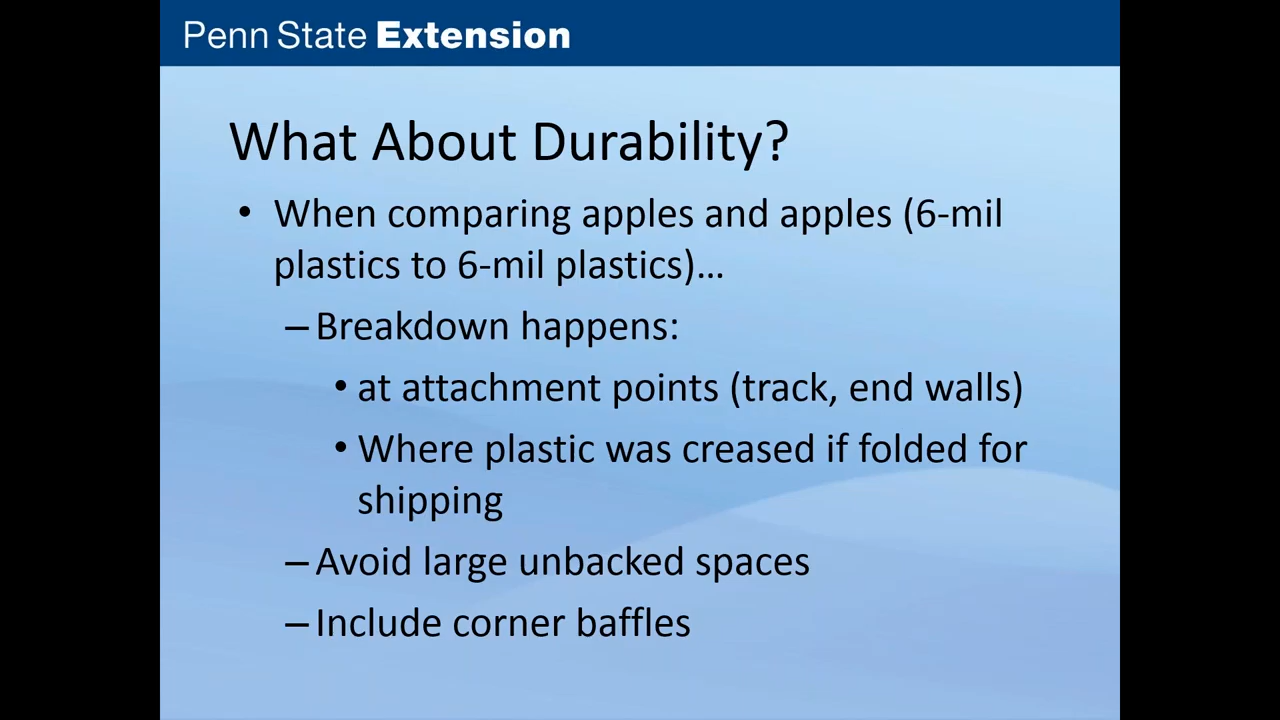 Penn State Extension
What About Durability?
• When comparing apples and apples (6-mil
plastics to 6-mil plastics)…
– Breakdown happens:
• at attachment points (track, end walls)
• Where plastic was creased if folded for
shipping
– Avoid large unbacked spaces
– Include corner baffles